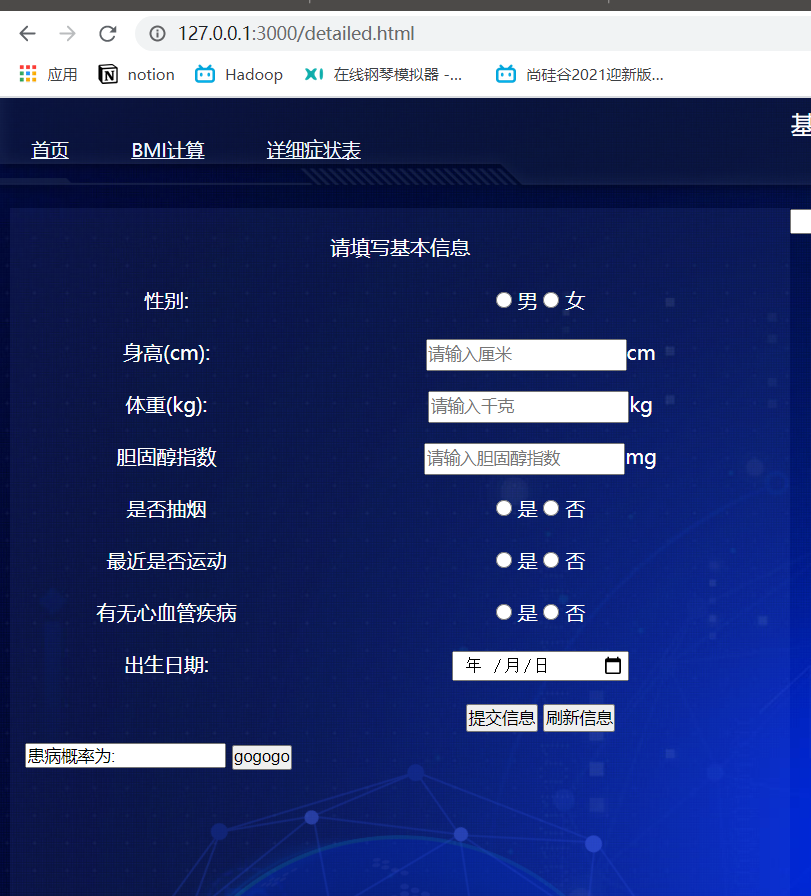 127.0.0.1:3000/detailed.html
应用 notion Hadoop 在线钢琴模拟器 -... 尚硅谷2021迎新版...
首页 BMI计算 详细症状表
请填写基本信息
性别: 男 女
身高(cm): 请输入厘米 cm
体重(kg): 请输入千克 kg
胆固醇指数 请输入胆固醇指数 mg
是否抽烟 是 否
最近是否运动 是 否
有无心血管疾病 是 否
出生日期: 年 /月/日
提交信息 刷新信息
患病概率为: gogogo